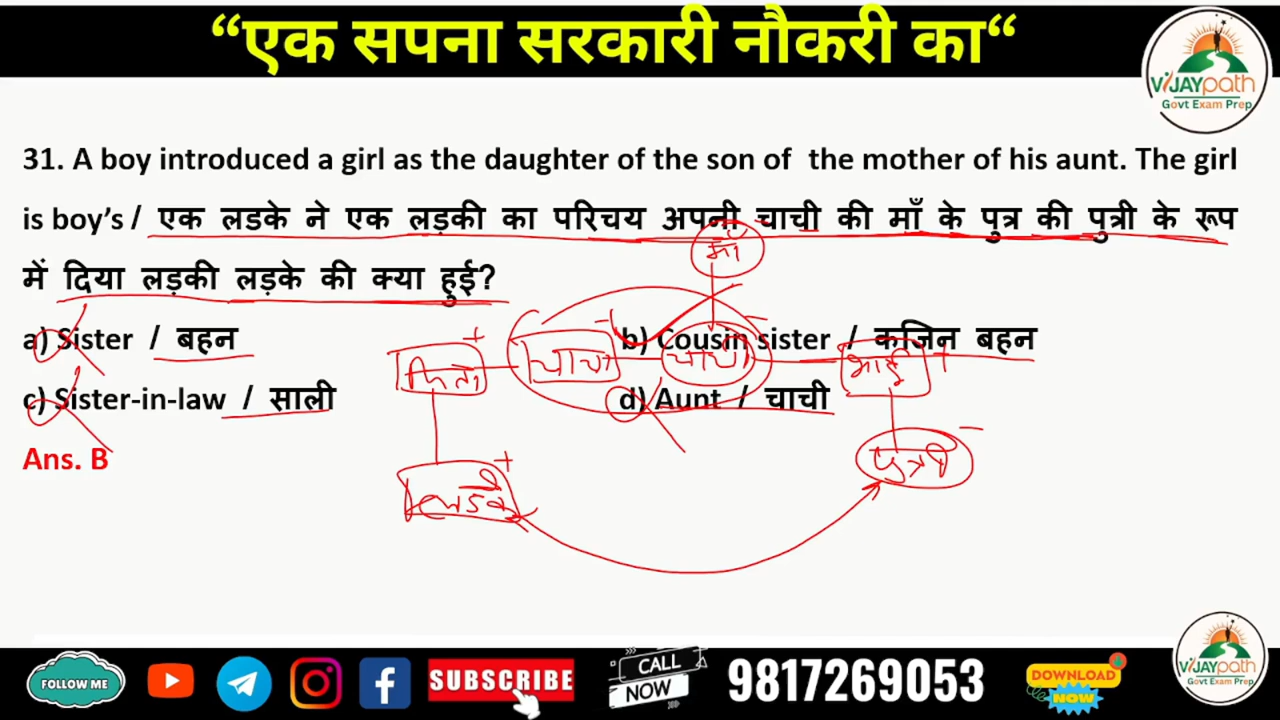 “एक सपना सरकारी नौकरी का“
ViJAYpath
Govt Exam Prep
31. A boy introduced a girl as the daughter of the son of the mother of his aunt. The girl
is boy’s / एक लडके ने एक लड़की का परिचय अपनी चाची की माँ के पुत्र की पुत्री के रूप
में दिया लड़की लड़के की क्या हुई?
माँ
a) Sister / बहन b) Cousin sister / कजिन बहन
पिता चाचा चाची भाई
c) Sister-in-law / साली d) Aunt / चाची
Ans. B
पुत्री
लडके
ViJAYpath
Govt Exam Prep
FOLLOW ME
SUBSCRIBE
CALL
NOW
9817269053
DOWNLOAD
NOW